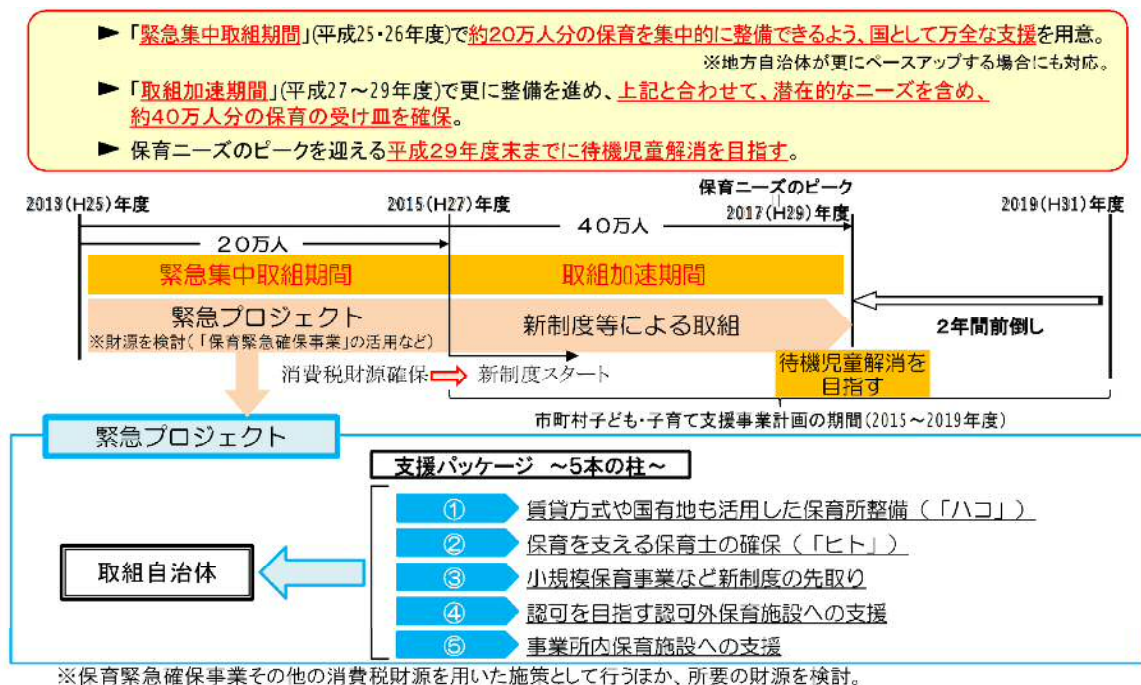 ►「緊急集中取組期間」(平成25・26年度)で約20万人分の保育を集中的に整備できるよう、国として万全な支援を用意。
※地方自治体が更にペースアップする場合にも対応。
►「取組加速期間」(平成27～29年度)で更に整備を進め、上記と合わせて、潜在的なニーズを含め、
約40万人分の保育の受け皿を確保。
► 保育ニーズのピークを迎える平成29年度末までに待機児童解消を目指す。
保育ニーズのピーク
2013(H25)年度
2015(H27)年度
2017(H29)年度
2019(H31)年度
40万人
20万人
緊急集中取組期間
取組加速期間
緊急プロジェクト
※財源を検討(「保育緊急確保事業」の活用など)
新制度等による取組
2年間前倒し
消費税財源確保
新制度スタート
待機児童解消を
目指す
市町村子ども・子育て支援事業計画の期間(2015～2019年度)
緊急プロジェクト
支援パッケージ ～5本の柱～
① 賃貸方式や国有地も活用した保育所整備（「ハコ」）
② 保育を支える保育士の確保（「ヒト」）
取組自治体
③ 小規模保育事業など新制度の先取り
④ 認可を目指す認可外保育施設への支援
⑤ 事業所内保育施設への支援
※保育緊急確保事業その他の消費税財源を用いた施策として行うほか、所要の財源を検討。